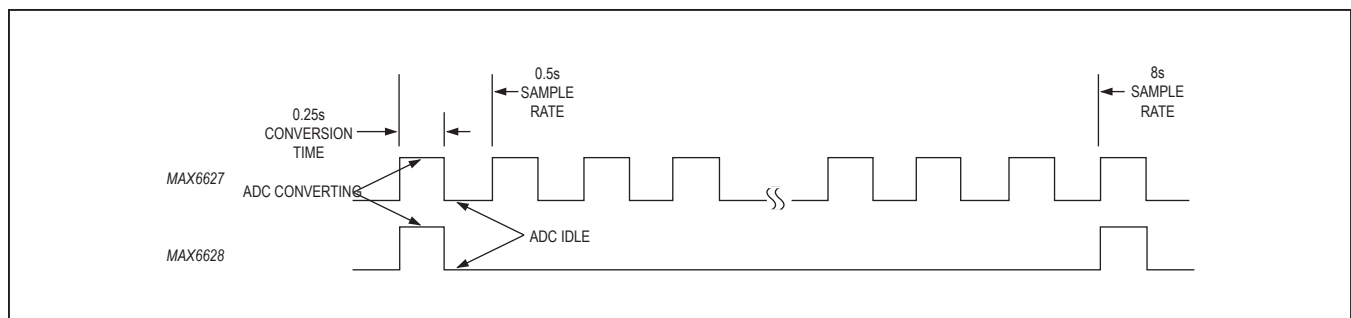 0.5s
SAMPLE
RATE
8s
SAMPLE
RATE
0.25s
CONVERSION
TIME
MAX6627
ADC CONVERTING
ADC IDLE
MAX6628